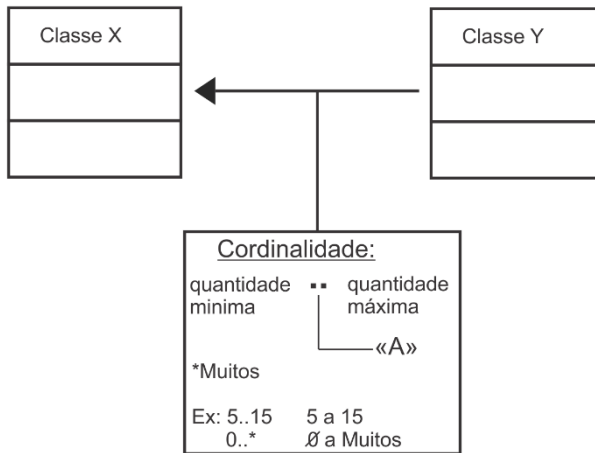 Classe X
Classe Y
Cordinalidade:
quantidade .. quantidade
minima máxima
«A»
*Muitos
Ex: 5..15 5 a 15
0..* Ø a Muitos